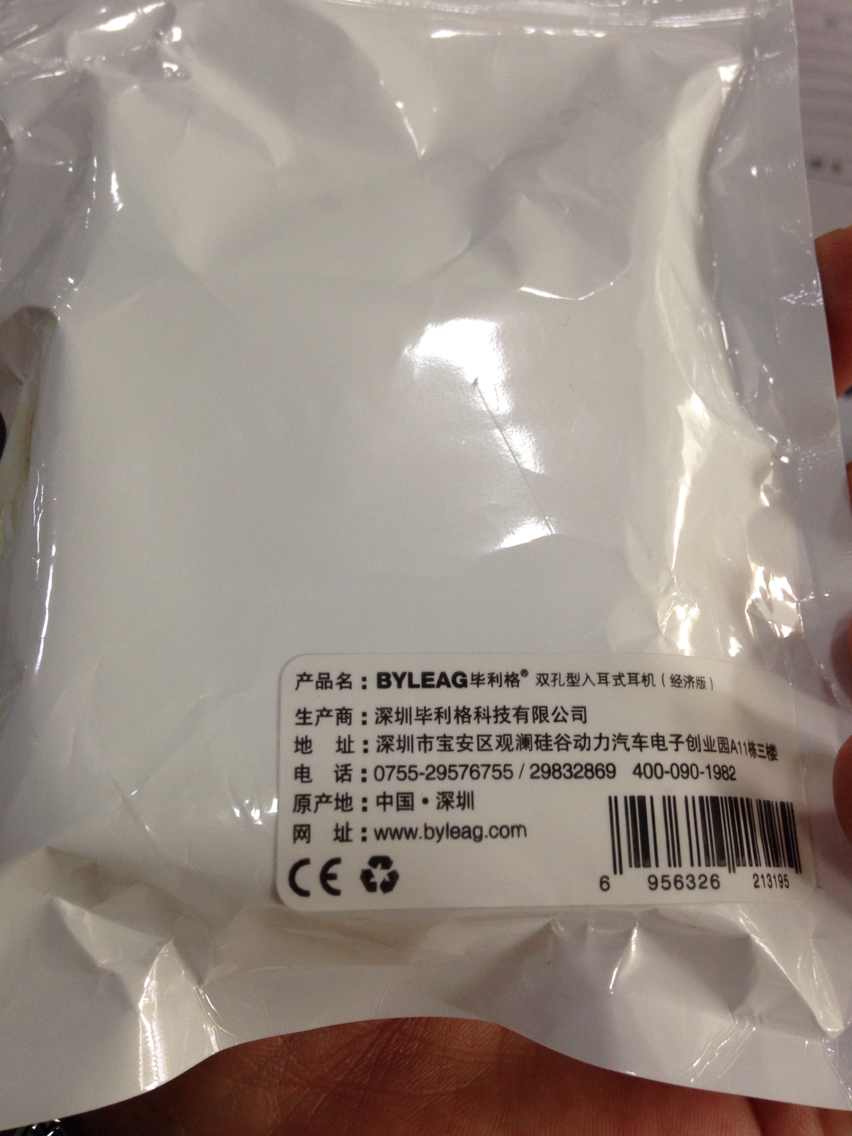 产品名：BYLEAG毕利格® 双孔型入耳式耳机（经济版）
生产商：深圳毕利格科技有限公司
地　址：深圳市宝安区观澜硅谷动力汽车电子创业园A11栋三楼
电　话：0755-29576755 / 29832869　400-090-1982
原产地：中国·深圳
网　址：www.byleag.com
CE
6 956326 213195